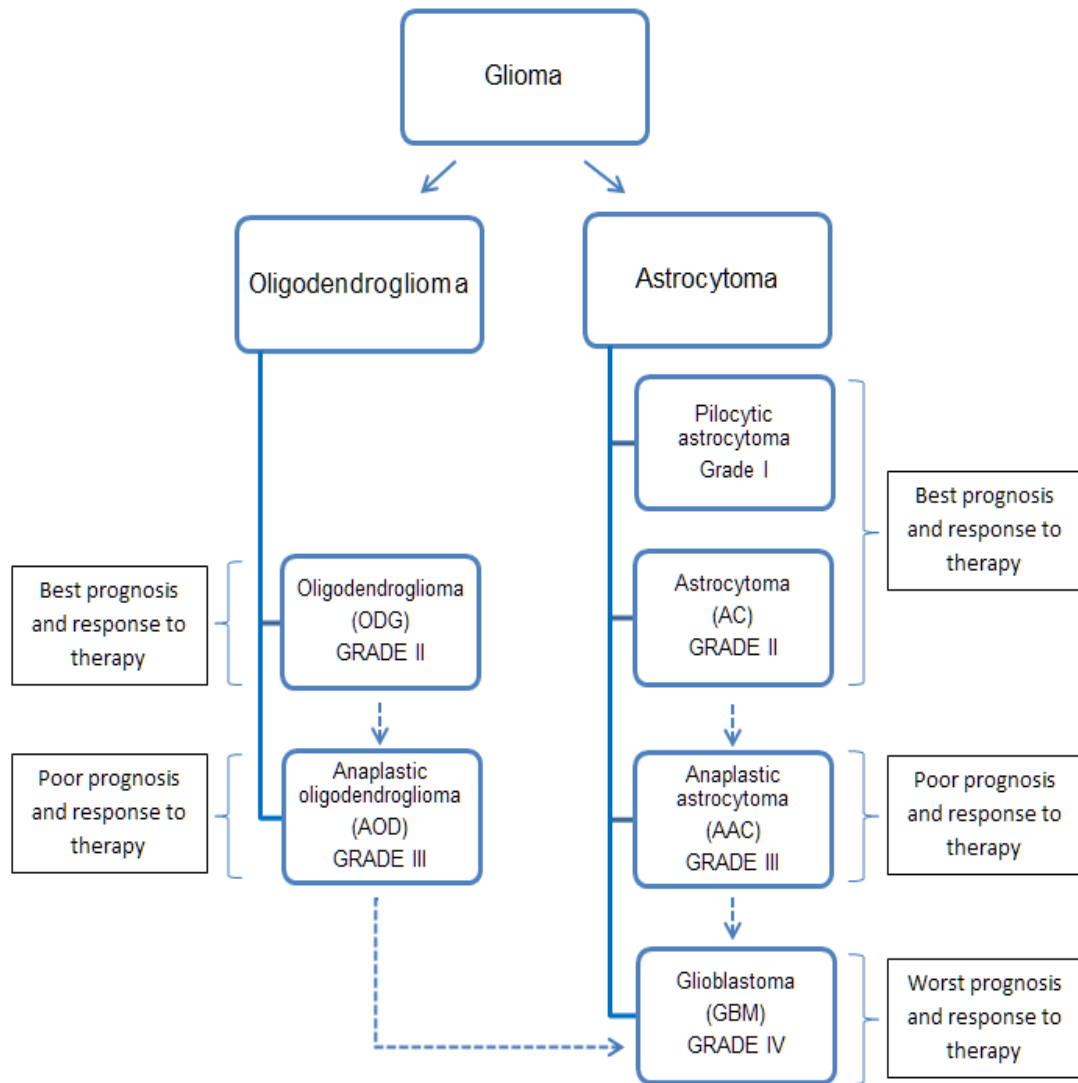 Glioma
Oligodendroglioma
Astrocytoma
Pilocytic
astrocytoma
Grade I
Best prognosis
and response to
therapy
Best prognosis
and response to
therapy
Oligodendroglioma
(ODG)
GRADE II
Astrocytoma
(AC)
GRADE II
Poor prognosis
and response to
therapy
Anaplastic
oligodendroglioma
(AOD)
GRADE III
Anaplastic
astrocytoma
(AAC)
GRADE III
Poor prognosis
and response to
therapy
Glioblastoma
(GBM)
GRADE IV
Worst prognosis
and response to
therapy